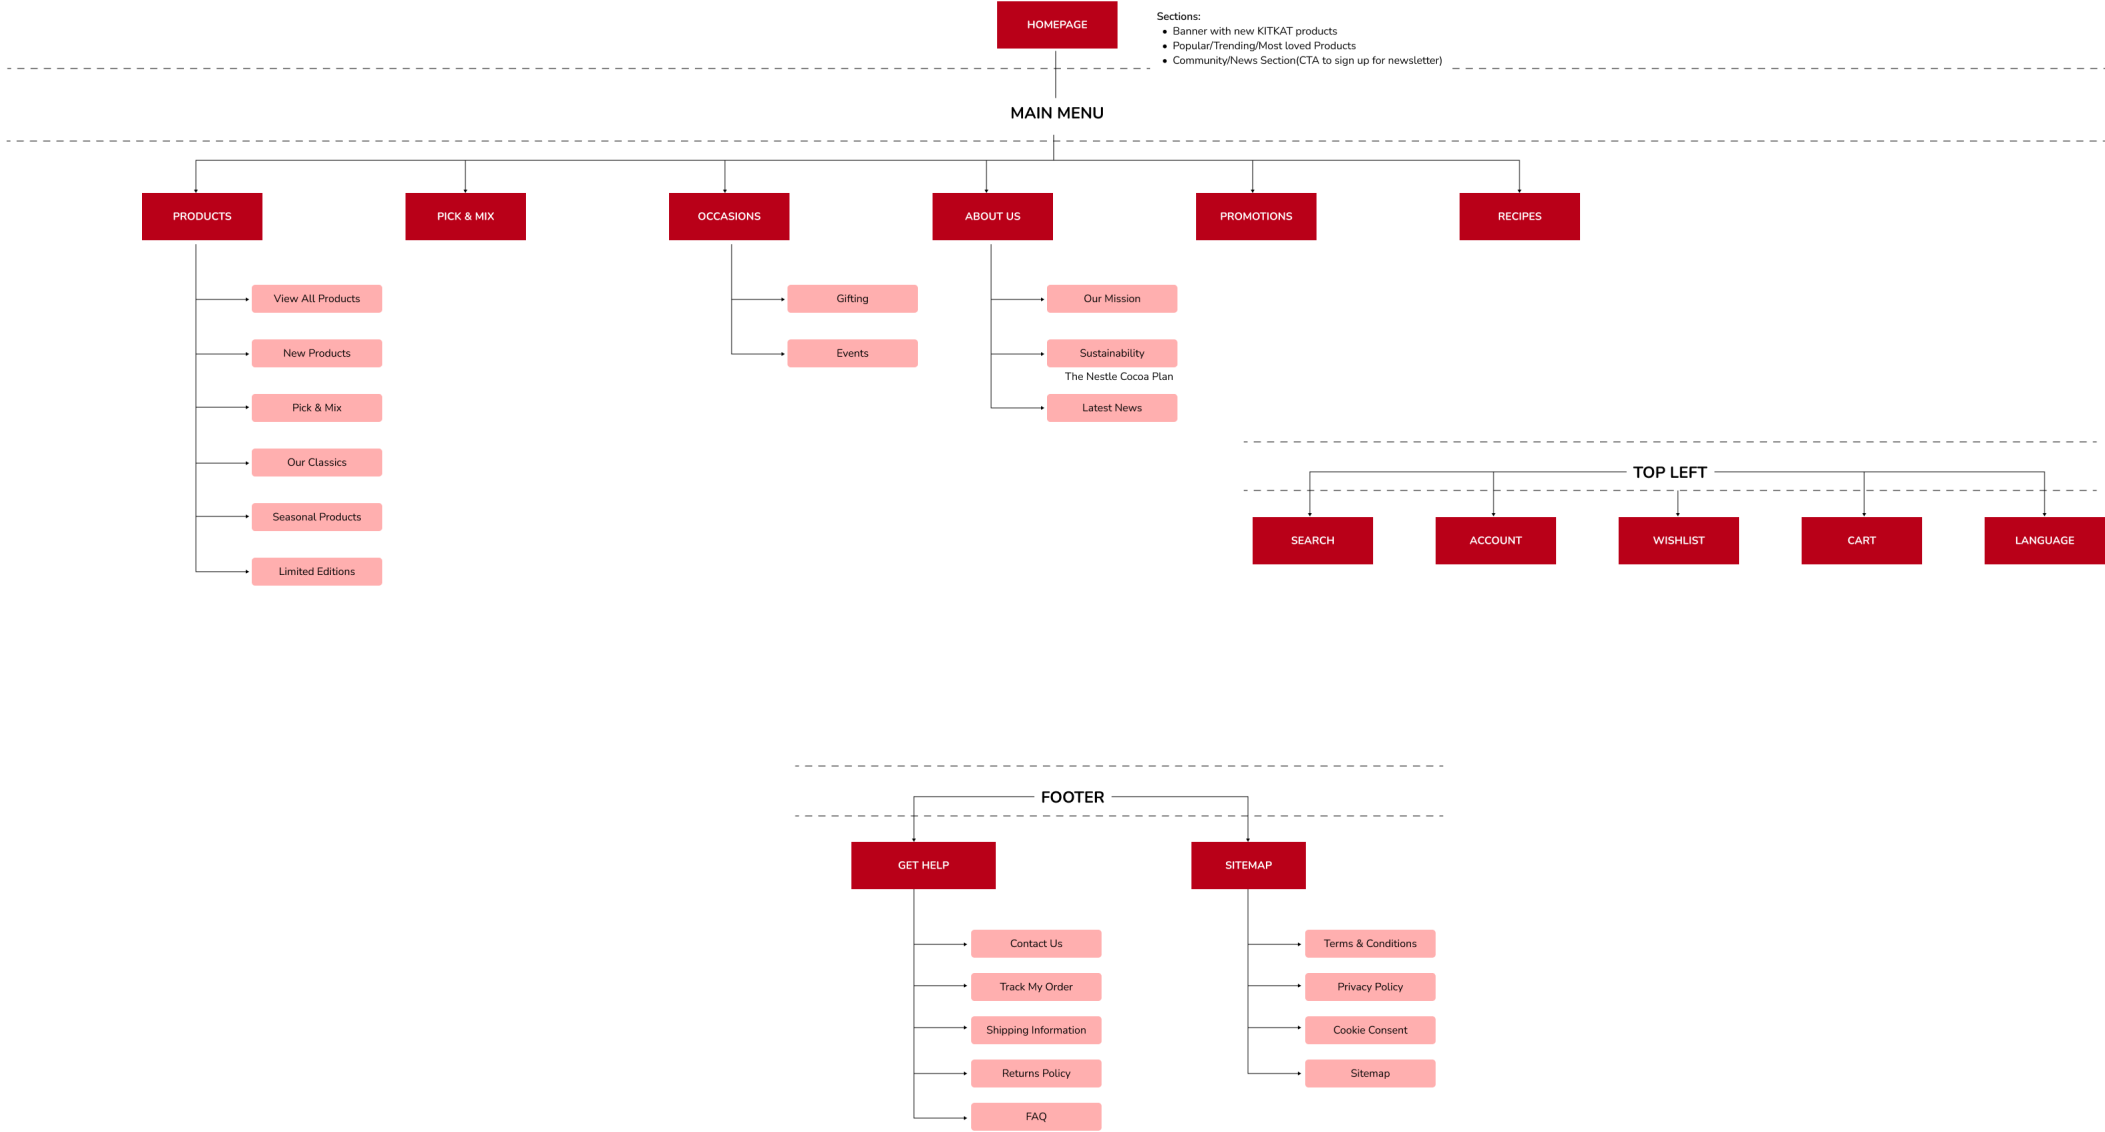 HOMEPAGE
Sections:
• Banner with new KITKAT products
• Popular/Trending/Most loved Products
• Community/News Section(CTA to sign up for newsletter)
MAIN MENU
PRODUCTS
PICK & MIX
OCCASIONS
ABOUT US
PROMOTIONS
RECIPES
View All Products
New Products
Pick & Mix
Our Classics
Seasonal Products
Limited Editions
Gifting
Events
Our Mission
Sustainability
The Nestle Cocoa Plan
Latest News
TOP LEFT
SEARCH
ACCOUNT
WISHLIST
CART
LANGUAGE
FOOTER
GET HELP
SITEMAP
Contact Us
Track My Order
Shipping Information
Returns Policy
FAQ
Terms & Conditions
Privacy Policy
Cookie Consent
Sitemap